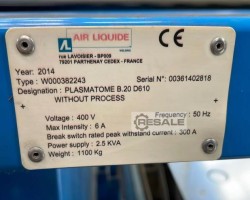 AIR LIQUIDE
WELDING
rue LAVOISIER - BP009
79201 PARTHENAY CEDEX - FRANCE
CE
Year: 2014
Type : W000382243 Serial N°: 00361402818
Designation : PLASMATOME B.20 D610
WITHOUT PROCESS
Voltage : 400 V Frequency : 50 Hz
Max Intensity : 6 A
RESALE
Break switch rated peak withstand current : 300 A
Power supply : 2.5 KVA
Weight : 1100 Kg